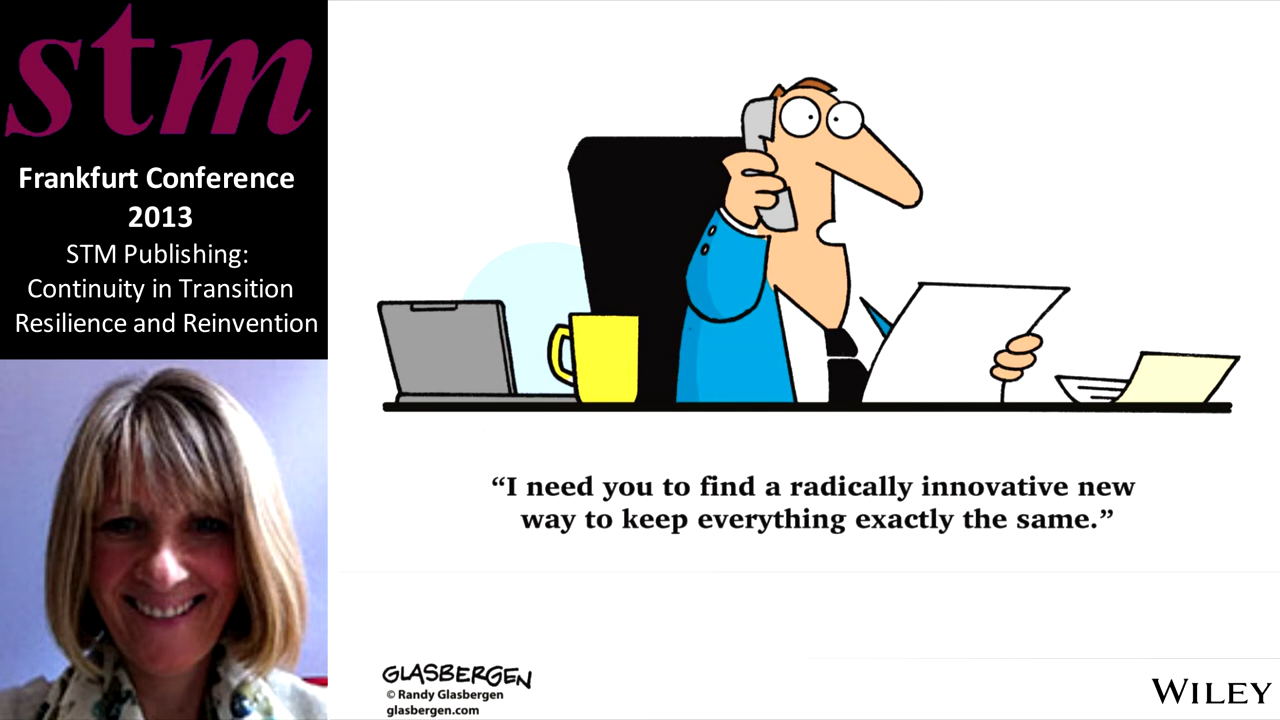 stm
Frankfurt Conference
2013
STM Publishing:
Continuity in Transition
Resilience and Reinvention
“I need you to find a radically innovative new
way to keep everything exactly the same.”
GLASBERGEN
© Randy Glasbergen
glasbergen.com
WILEY